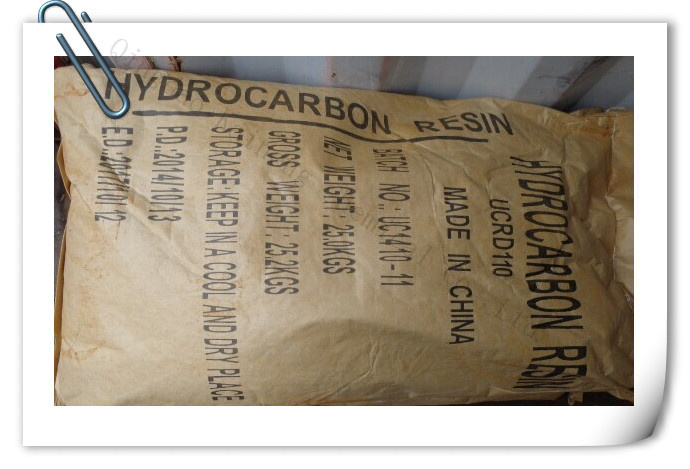 HYDROCARBON RESIN
HYDROCARBON RESIN
UCRD110
MADE IN CHINA
BATCH NO.: UC1410-11
NET WEIGHT: 25.0KGS
GROSS WEIGHT: 25.2KGS
STORAGE: KEEP IN A COOL AND DRY PLACE
P.D.:2014/10/13